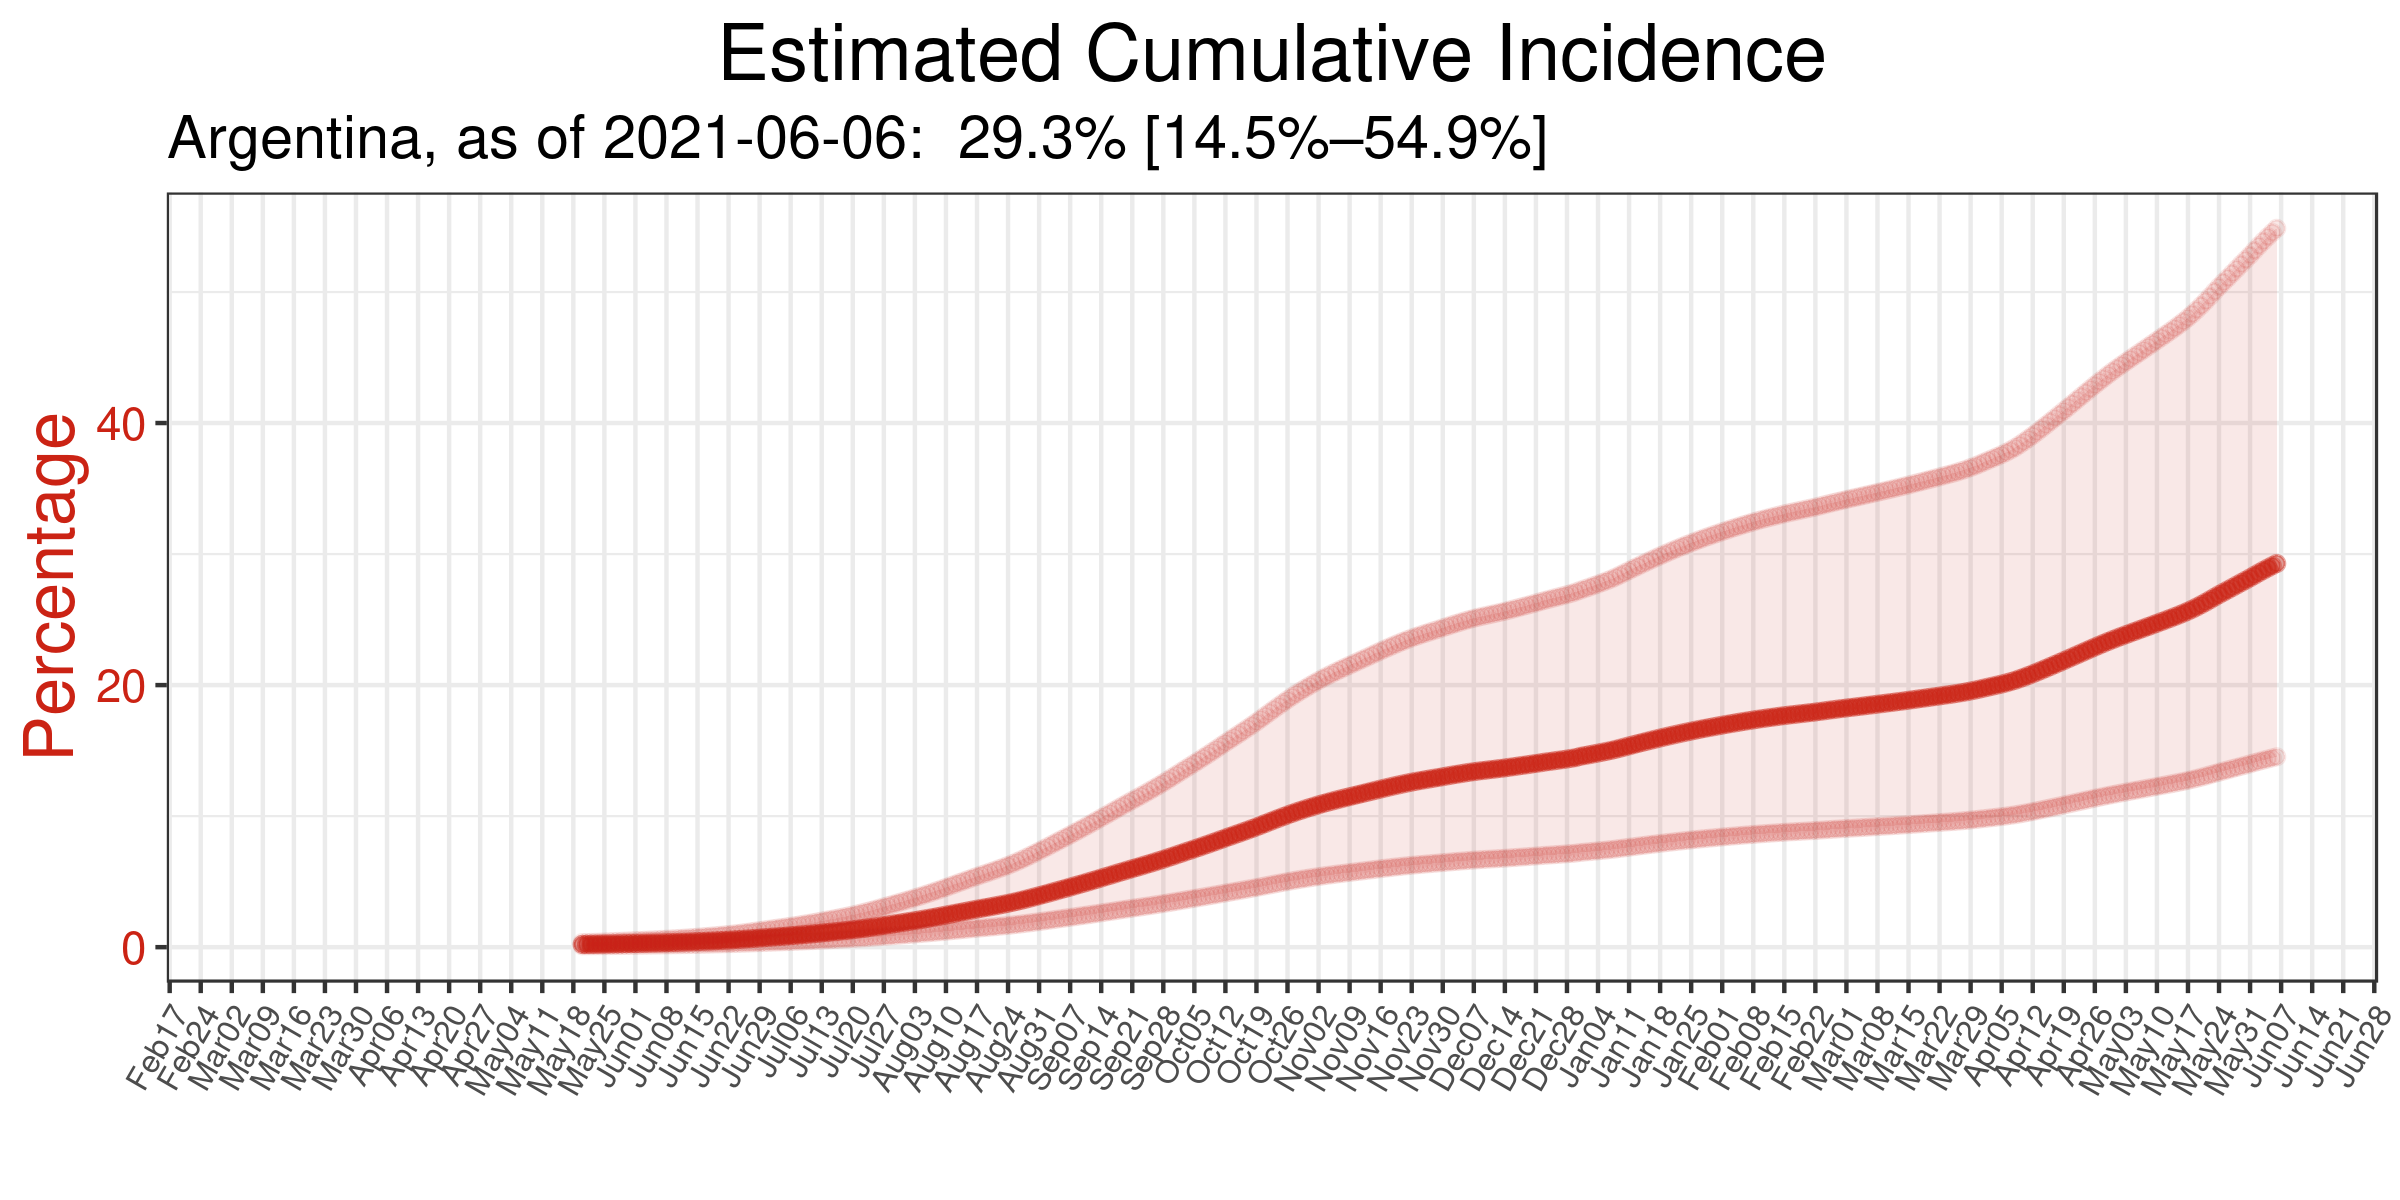 Estimated Cumulative Incidence
Argentina, as of 2021-06-06:  29.3% [14.5%–54.9%]
Percentage
40
20
0
Feb17
Feb24
Mar02
Mar09
Mar16
Mar23
Mar30
Apr06
Apr13
Apr20
Apr27
May04
May11
May18
May25
Jun01
Jun08
Jun15
Jun22
Jun29
Jul06
Jul13
Jul20
Jul27
Aug03
Aug10
Aug17
Aug24
Aug31
Sep07
Sep14
Sep21
Sep28
Oct05
Oct12
Oct19
Oct26
Nov02
Nov09
Nov16
Nov23
Nov30
Dec07
Dec14
Dec21
Dec28
Jan04
Jan11
Jan18
Jan25
Feb01
Feb08
Feb15
Feb22
Mar01
Mar08
Mar15
Mar22
Mar29
Apr05
Apr12
Apr19
Apr26
May03
May10
May17
May24
May31
Jun07
Jun14
Jun21
Jun28